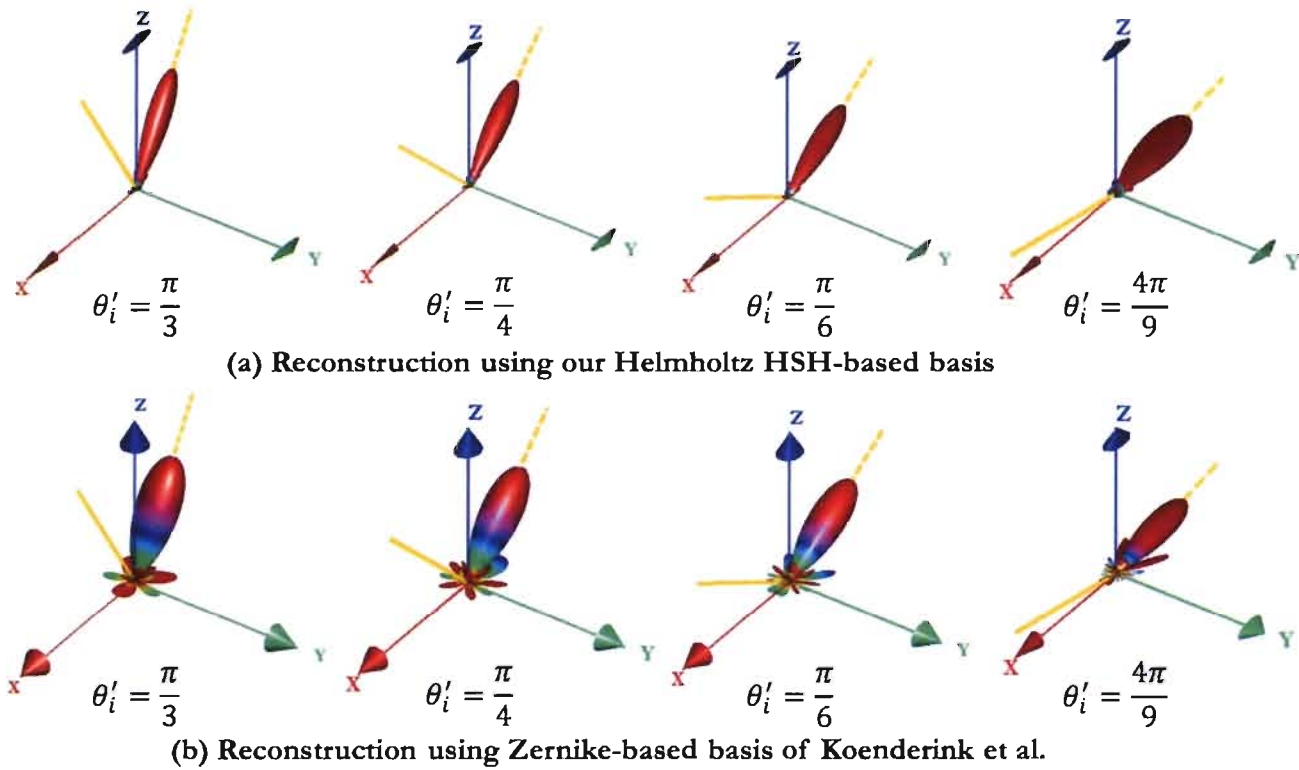 Z Z Z Z
X Y X Y X Y X Y
θ′ᵢ = π/3 θ′ᵢ = π/4 θ′ᵢ = π/6 θ′ᵢ = 4π/9
(a) Reconstruction using our Helmholtz HSH-based basis
Z Z Z Z
X Y X Y X Y X Y
θ′ᵢ = π/3 θ′ᵢ = π/4 θ′ᵢ = π/6 θ′ᵢ = 4π/9
(b) Reconstruction using Zernike-based basis of Koenderink et al.